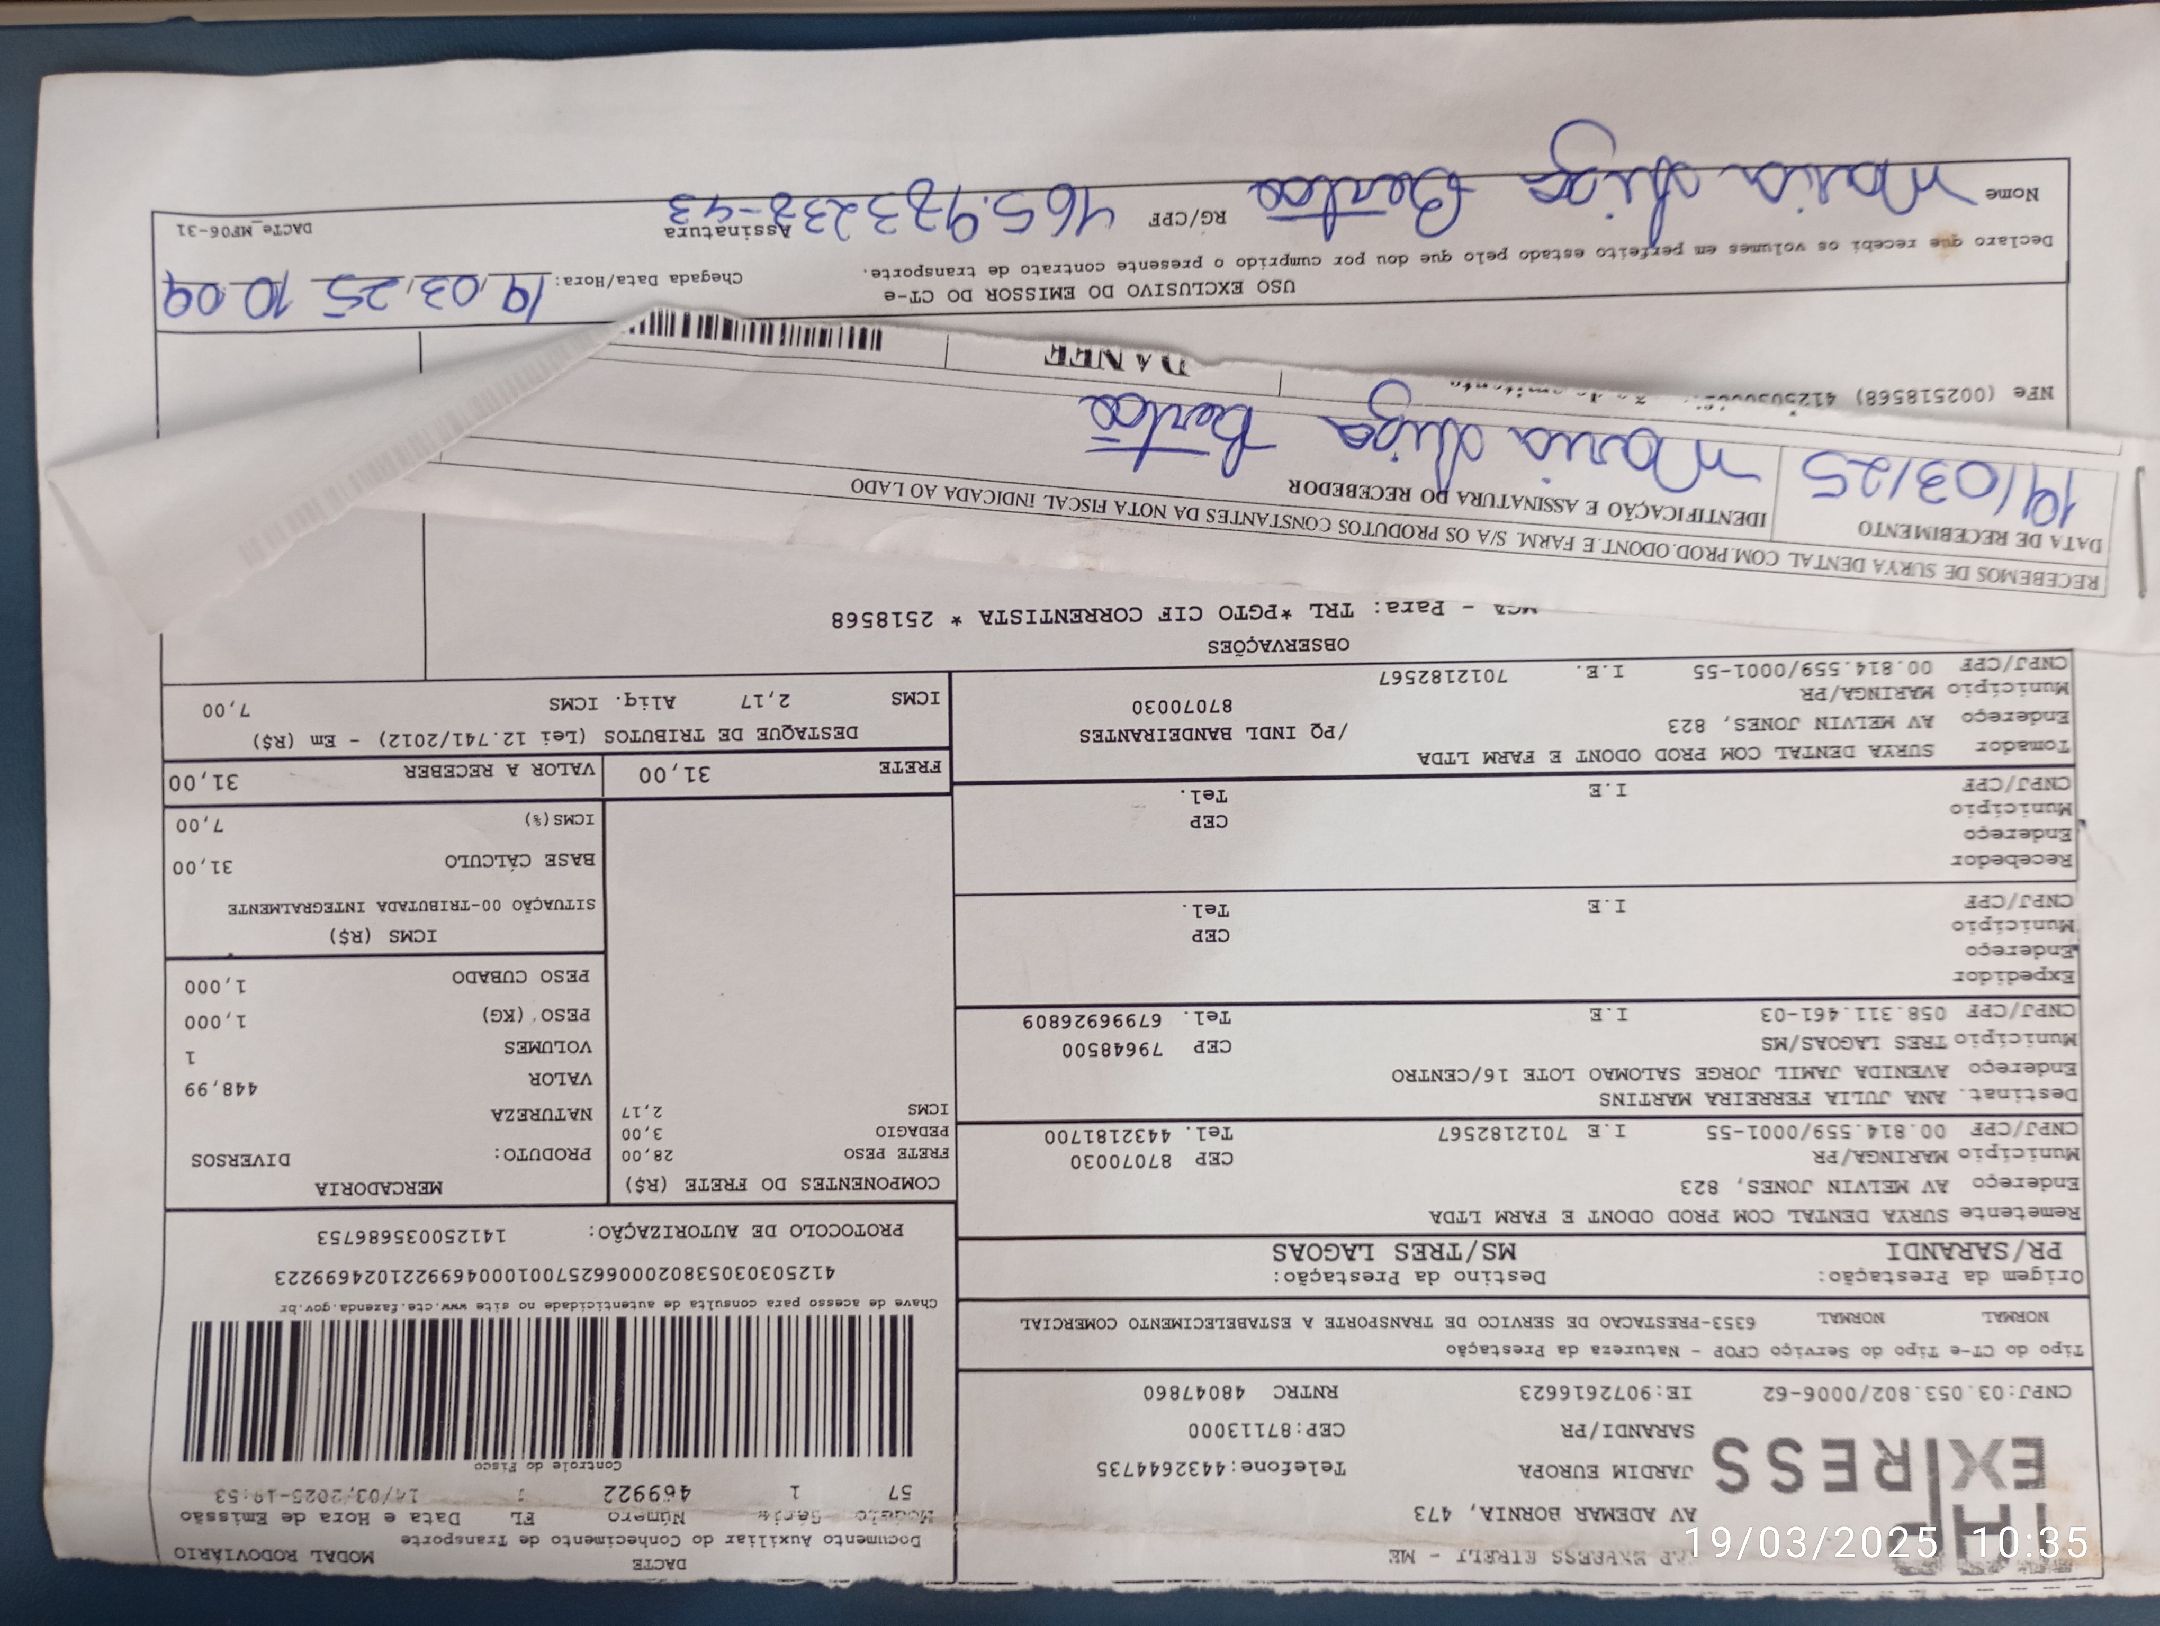 DACTE
MODAL RODOVIÁRIO
Documento Auxiliar do Conhecimento de Transporte
Modelo Série Número FL Data e Hora de Emissão
57 1 469922 14/03/2025-19:53
Controle do Fisco
EXPRESS EIRELI - ME
AV ADEMAR BORNIA, 473
JARDIM EUROPA Telefone:4432644735
SARANDI/PR CEP:87113000
EXPRESS
CNPJ:03.053.802/0006-62 IE:9072616623 RNTRC 48047860
Tipo do CT-e Tipo do Serviço CFOP - Natureza da Prestação
NORMAL NORMAL 6353-PRESTACAO DE SERVICO DE TRANSPORTE A ESTABELECIMENTO COMERCIAL
Chave de acesso para consulta de autenticidade no site www.cte.fazenda.gov.br
41250303053802000662570010004699221024699223
PROTOCOLO DE AUTORIZAÇÃO: 141250035686753
Origem da Prestação: Destino da Prestação:
PR/SARANDI MS/TRES LAGOAS
Remetente SURYA DENTAL COM PROD ODONT E FARM LTDA
Endereço AV MELVIN JONES, 823
Município MARINGA/PR CEP 87070030
CNPJ/CPF 00.814.559/0001-55 I.E 7012182567 Tel. 4432181700
Destinat. ANA JULIA FERREIRA MARTINS
Endereço AVENIDA JAMIL JORGE SALOMAO LOTE 16/CENTRO
Município TRES LAGOAS/MS CEP 79648500
CNPJ/CPF 058.311.461-03 I.E Tel. 67996926809
Expedidor
Endereço
Município CEP
CNPJ/CPF I.E Tel.
Recebedor
Endereço
Município CEP
CNPJ/CPF I.E Tel.
Tomador SURYA DENTAL COM PROD ODONT E FARM LTDA
Endereço AV MELVIN JONES, 823 /PQ INDL BANDEIRANTES
Município MARINGA/PR 87070030
CNPJ/CPF 00.814.559/0001-55 I.E. 7012182567
COMPONENTES DO FRETE (R$)
FRETE PESO 28,00
PEDAGIO 3,00
ICMS 2,17
MERCADORIA
PRODUTO: DIVERSOS
NATUREZA
VALOR 448,99
VOLUMES 1
PESO (KG) 1,000
PESO CUBADO 1,000
ICMS (R$)
SITUAÇÃO 00-TRIBUTADA INTEGRALMENTE
BASE CÁLCULO 31,00
ICMS(%) 7,00
FRETE 31,00 VALOR A RECEBER 31,00
DESTAQUE DE TRIBUTOS (Lei 12.741/2012) - Em (R$)
ICMS 2,17 Aliq. ICMS 7,00
OBSERVAÇÕES
- Para: TRL *PGTO CIF CORRENTISTA * 2518568
RECEBEMOS DE SURYA DENTAL COM.PROD.ODONT.E FARM. S/A OS PRODUTOS CONSTANTES DA NOTA FISCAL INDICADA AO LADO
DATA DE RECEBIMENTO IDENTIFICAÇÃO E ASSINATURA DO RECEBEDOR
19/03/25 Maria Liga Bertão
NFe (002518568)
DANFE
USO EXCLUSIVO DO EMISSOR DO CT-e
Declaro que recebi os volumes em perfeito estado pelo que dou por cumprido o presente contrato de transporte.
Chegada Data/Hora: 19.03.25 10.09
Nome Maria Liga Bertão RG/CPF 465.973238-43 Assinatura
DACTe_MF06-31
19/03/2025 10:35